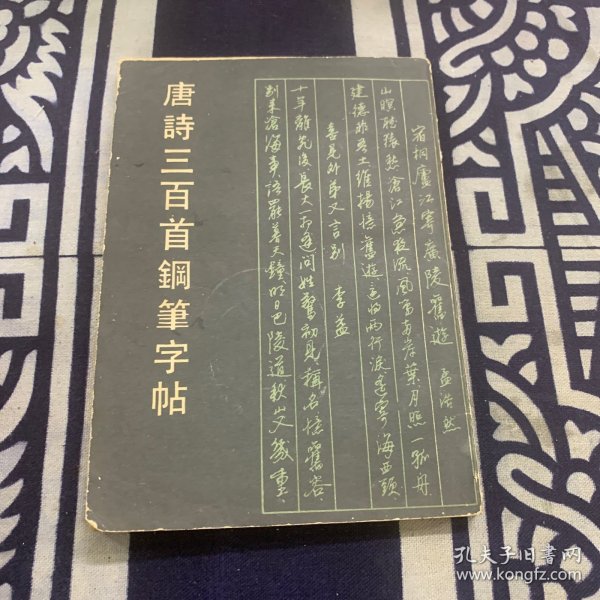 唐詩三百首鋼筆字帖
宿桐廬江寄廣陵舊遊 孟浩然
山暝聽猿愁滄江急夜流風鳴兩岸葉月照一孤舟
建德非吾土維揚憶舊遊還將兩行淚遙寄海西頭
喜見外弟又言別 李益
十年離亂後長大一相逢問姓驚初見稱名憶舊容
別來滄海事語罷暮天鐘明日巴陵道秋山又幾重
孔夫子旧书网
www.kongfz.com